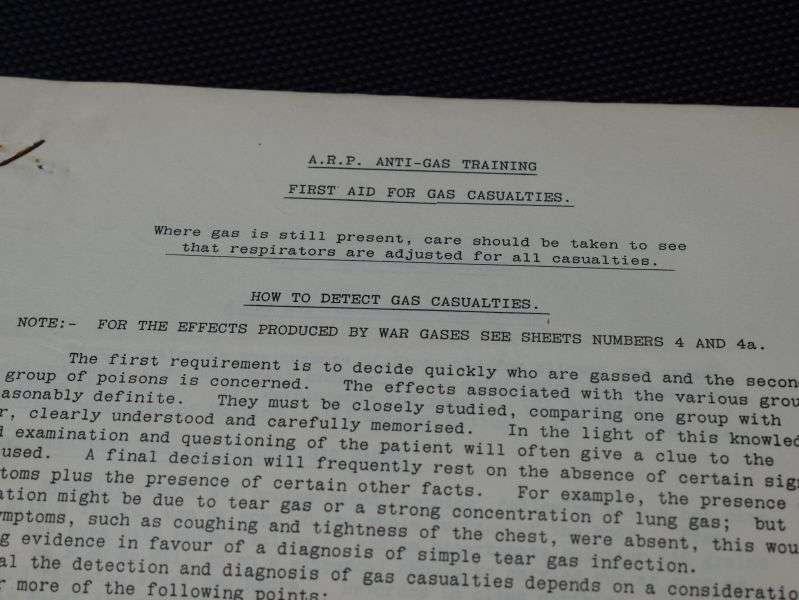 A.R.P. ANTI-GAS TRAINING
FIRST AID FOR GAS CASUALTIES.
Where gas is still present, care should be taken to see
that respirators are adjusted for all casualties.
HOW TO DETECT GAS CASUALTIES.
NOTE:- FOR THE EFFECTS PRODUCED BY WAR GASES SEE SHEETS NUMBERS 4 AND 4a.
The first requirement is to decide quickly who are gassed and the secon
group of poisons is concerned. The effects associated with the various grou
asonably definite. They must be closely studied, comparing one group with
r, clearly understood and carefully memorised. In the light of this knowled
examination and questioning of the patient will often give a clue to the
used. A final decision will frequently rest on the absence of certain sig
toms plus the presence of certain other facts. For example, the presence
ation might be due to tear gas or a strong concentration of lung gas; but
ymptoms, such as coughing and tightness of the chest, were absent, this wou
g evidence in favour of a diagnosis of simple tear gas infection.
al the detection and diagnosis of gas casualties depends on a consideratio
r more of the following points: